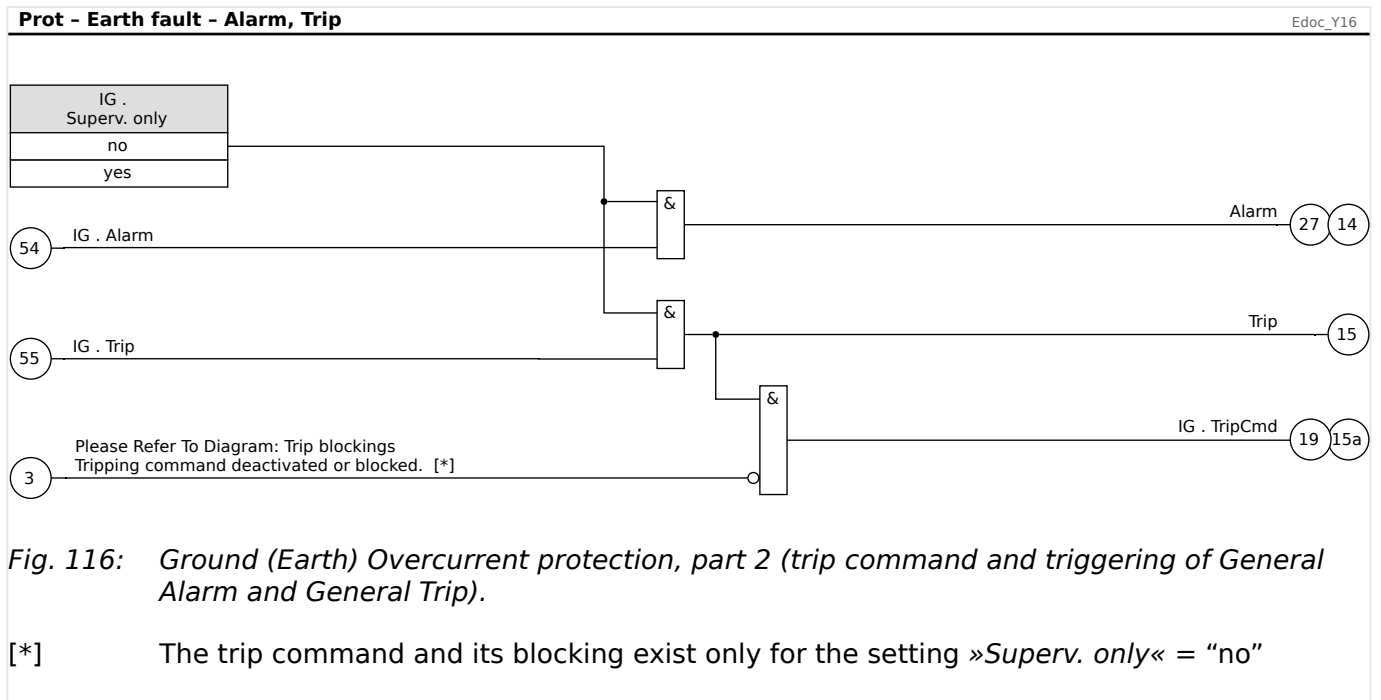 Prot – Earth fault – Alarm, Trip
Edoc_Y16
IG .
Superv. only
no
yes
&
Alarm
27
14
54
IG . Alarm
&
Trip
15
55
IG . Trip
&
IG . TripCmd
19
15a
Please Refer To Diagram: Trip blockings
Tripping command deactivated or blocked. [*]
3
Fig. 116: Ground (Earth) Overcurrent protection, part 2 (trip command and triggering of General
Alarm and General Trip).
[*] The trip command and its blocking exist only for the setting »Superv. only« = “no”